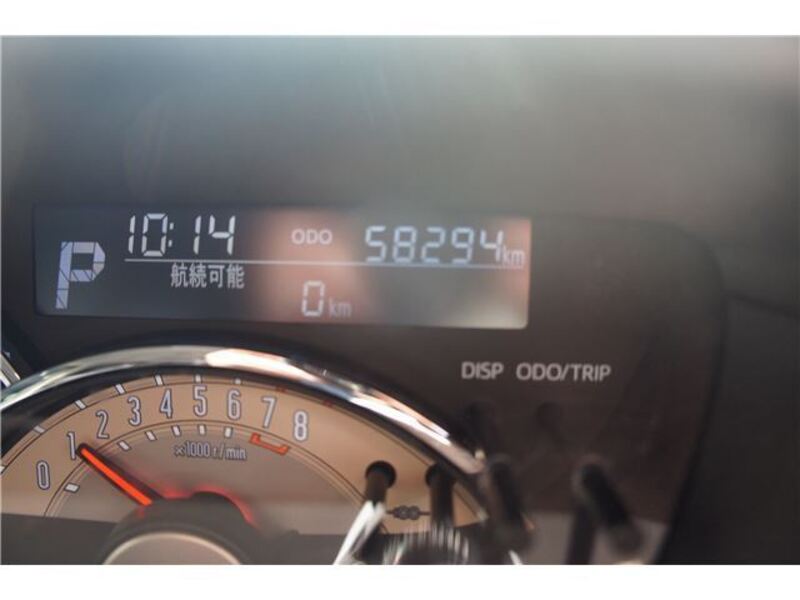 P 10:14 ODO 58294km
航続可能 0km
DISP ODO/TRIP
0 1 2 3 4 5 6 7 8
×1000 r/min